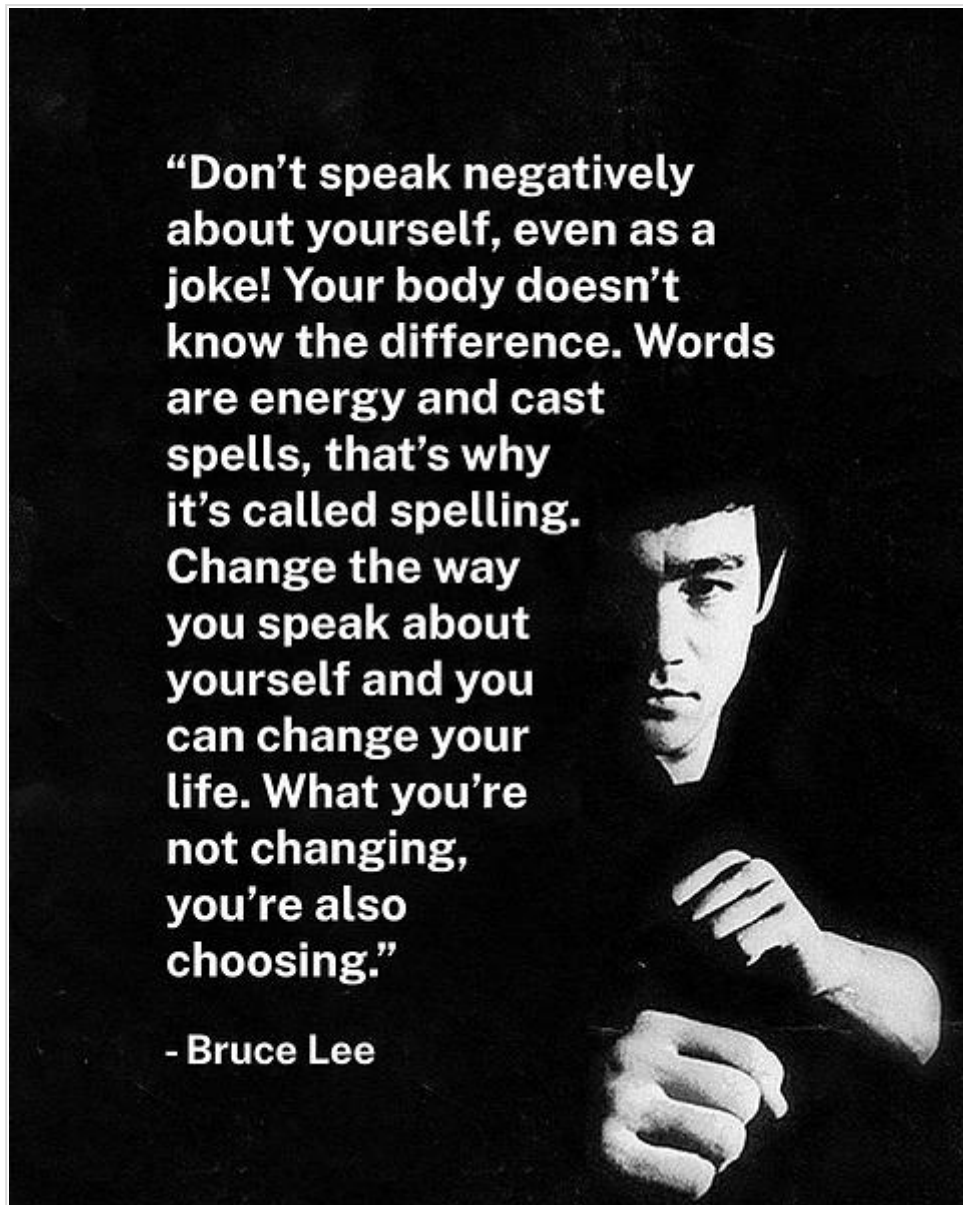 “Don’t speak negatively
about yourself, even as a
joke! Your body doesn’t
know the difference. Words
are energy and cast
spells, that’s why
it’s called spelling.
Change the way
you speak about
yourself and you
can change your
life. What you’re
not changing,
you’re also
choosing.”
- Bruce Lee